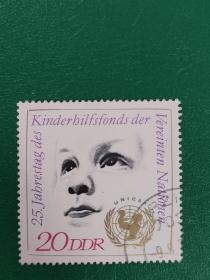 25. Jahrestag des
Kinderhilfsfonds der
Vereinten Nationen
UNICEF
20 DDR